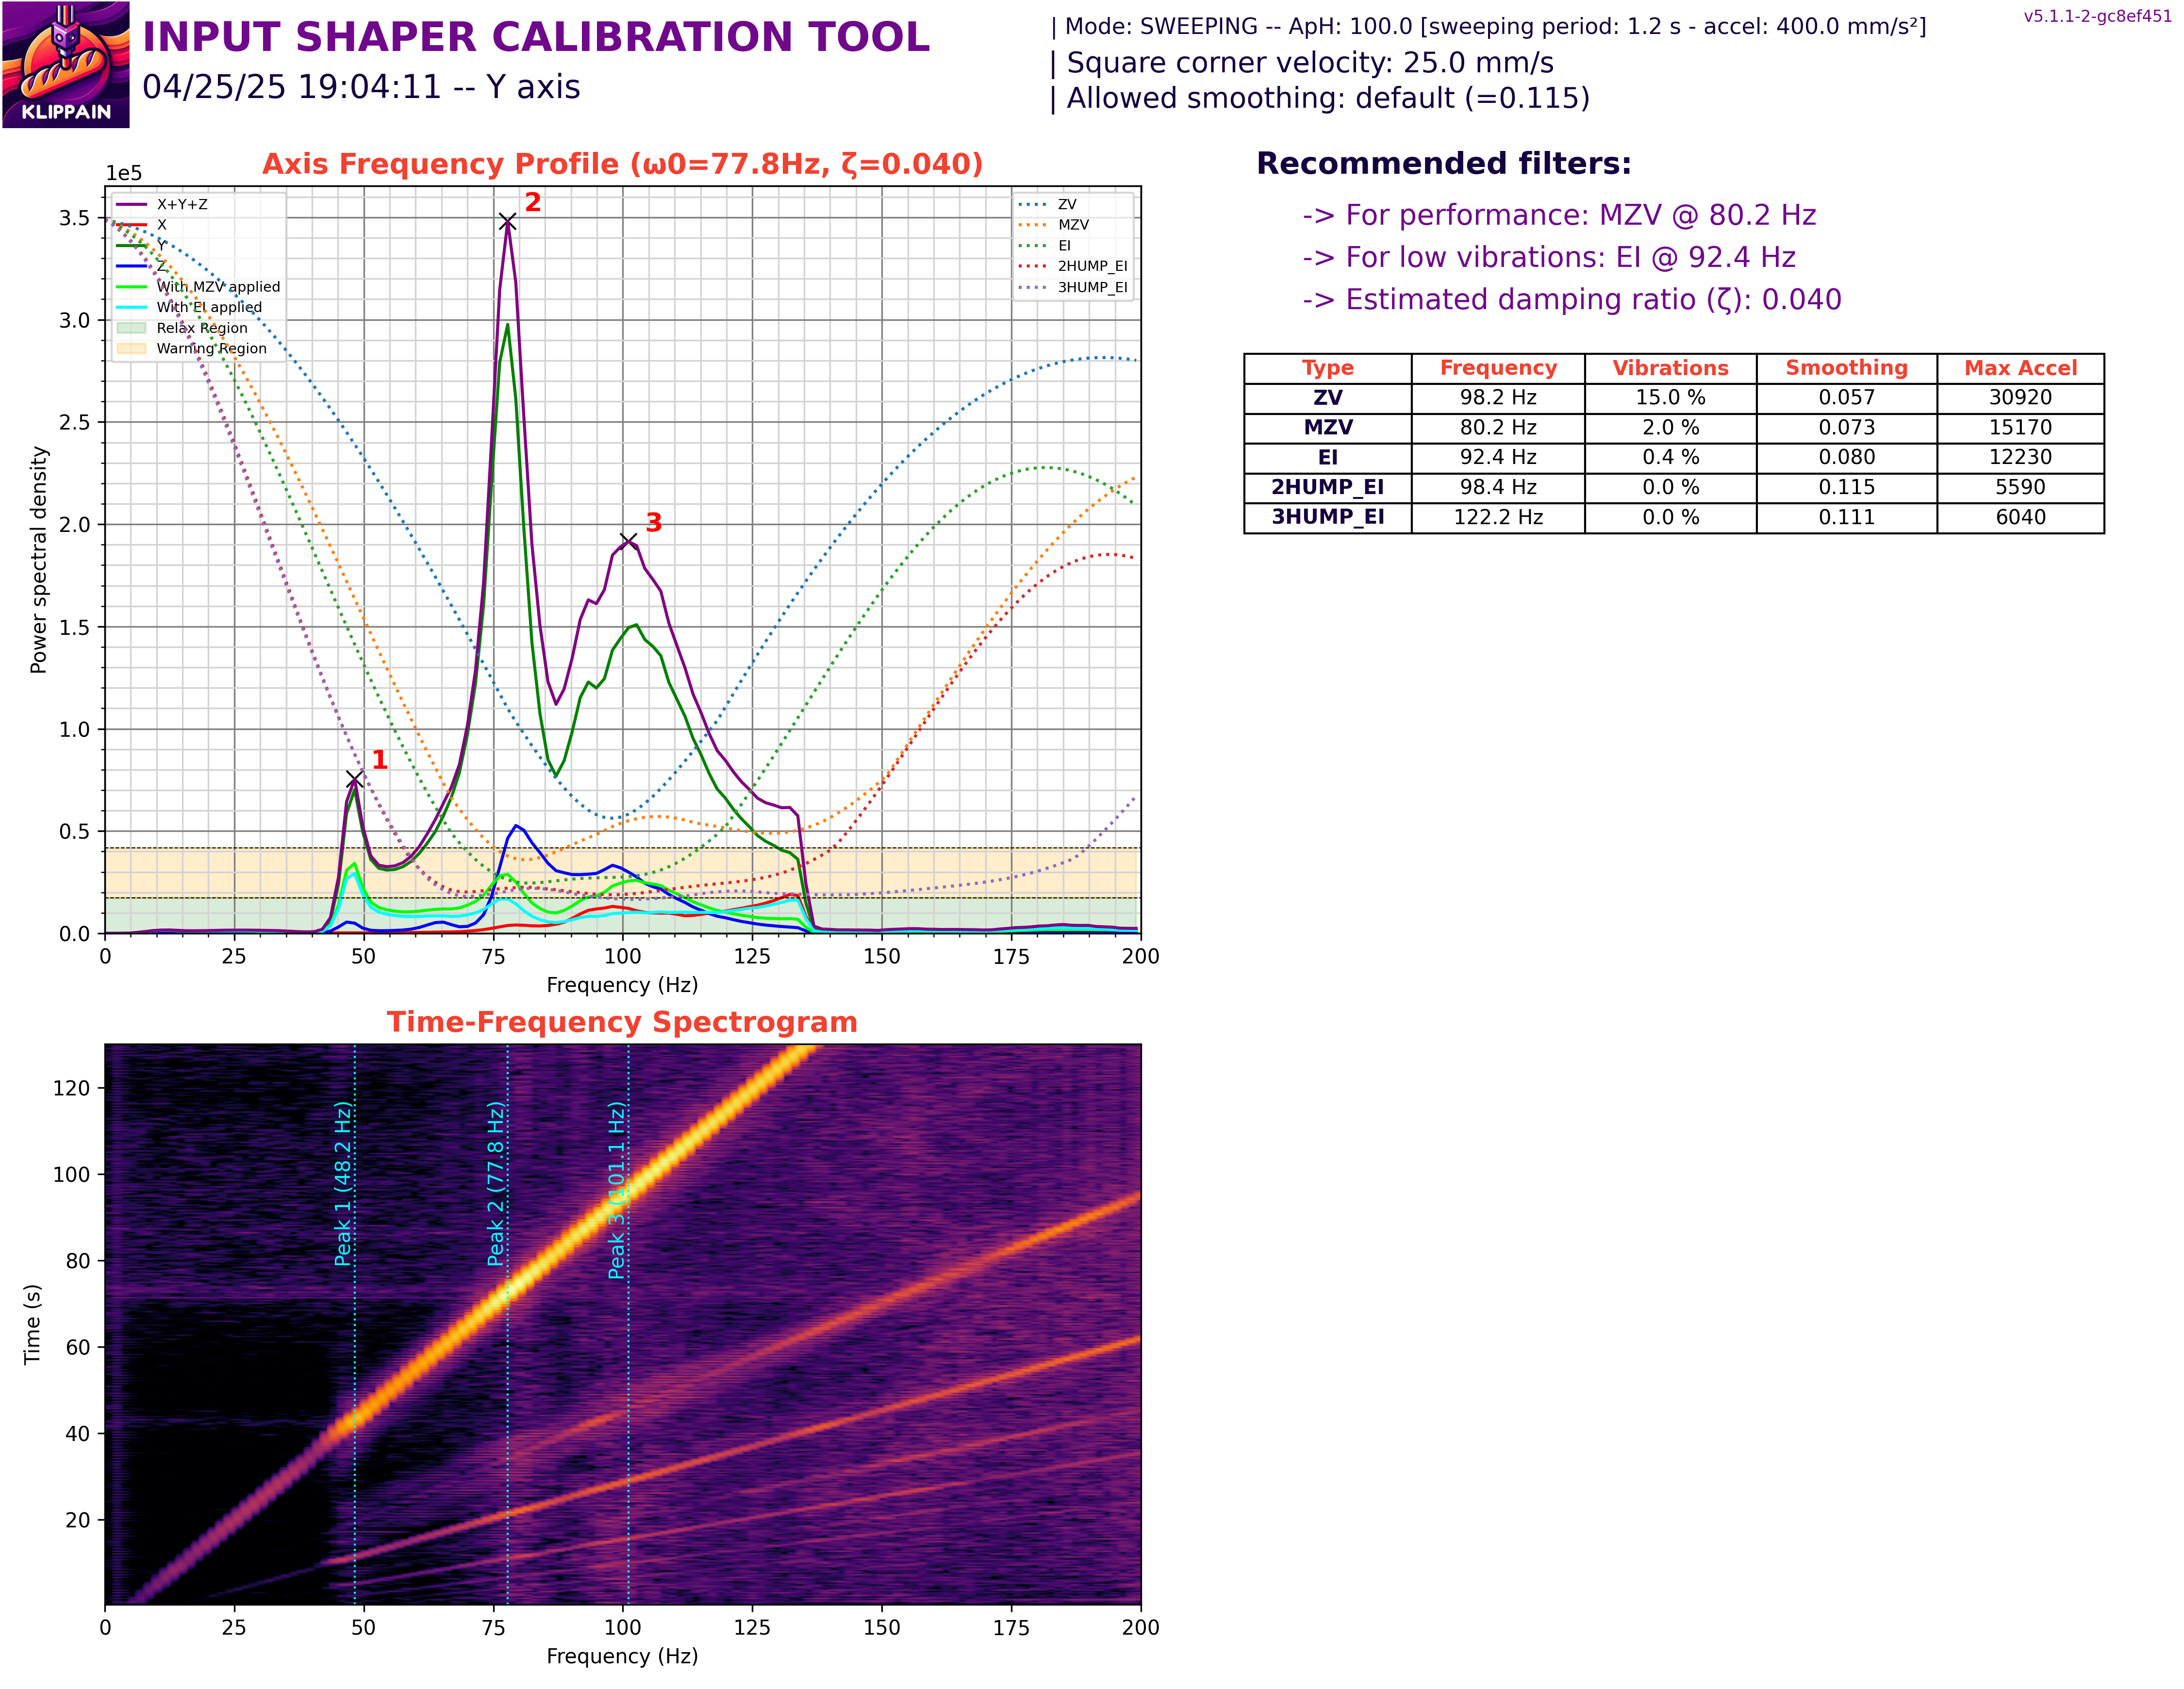 INPUT SHAPER CALIBRATION TOOL
04/25/25 19:04:11 -- Y axis
KLIPPAIN
| Mode: SWEEPING -- ApH: 100.0 [sweeping period: 1.2 s - accel: 400.0 mm/s²]
| Square corner velocity: 25.0 mm/s
| Allowed smoothing: default (=0.115)
v5.1.1-2-gc8ef451
Axis Frequency Profile (ω0=77.8Hz, ζ=0.040)
1e5
X+Y+Z
X
Y
Z
With MZV applied
With EI applied
Relax Region
Warning Region
ZV
MZV
EI
2HUMP_EI
3HUMP_EI
1
2
3
3.5
3.0
2.5
2.0
1.5
1.0
0.5
0.0
Power spectral density
0 25 50 75 100 125 150 175 200
Frequency (Hz)
Recommended filters:
-> For performance: MZV @ 80.2 Hz
-> For low vibrations: EI @ 92.4 Hz
-> Estimated damping ratio (ζ): 0.040
Type Frequency Vibrations Smoothing Max Accel
ZV 98.2 Hz 15.0 % 0.057 30920
MZV 80.2 Hz 2.0 % 0.073 15170
EI 92.4 Hz 0.4 % 0.080 12230
2HUMP_EI 98.4 Hz 0.0 % 0.115 5590
3HUMP_EI 122.2 Hz 0.0 % 0.111 6040
Time-Frequency Spectrogram
Peak 1 (48.2 Hz)
Peak 2 (77.8 Hz)
Peak 3 (101.1 Hz)
120
100
80
60
40
20
Time (s)
0 25 50 75 100 125 150 175 200
Frequency (Hz)